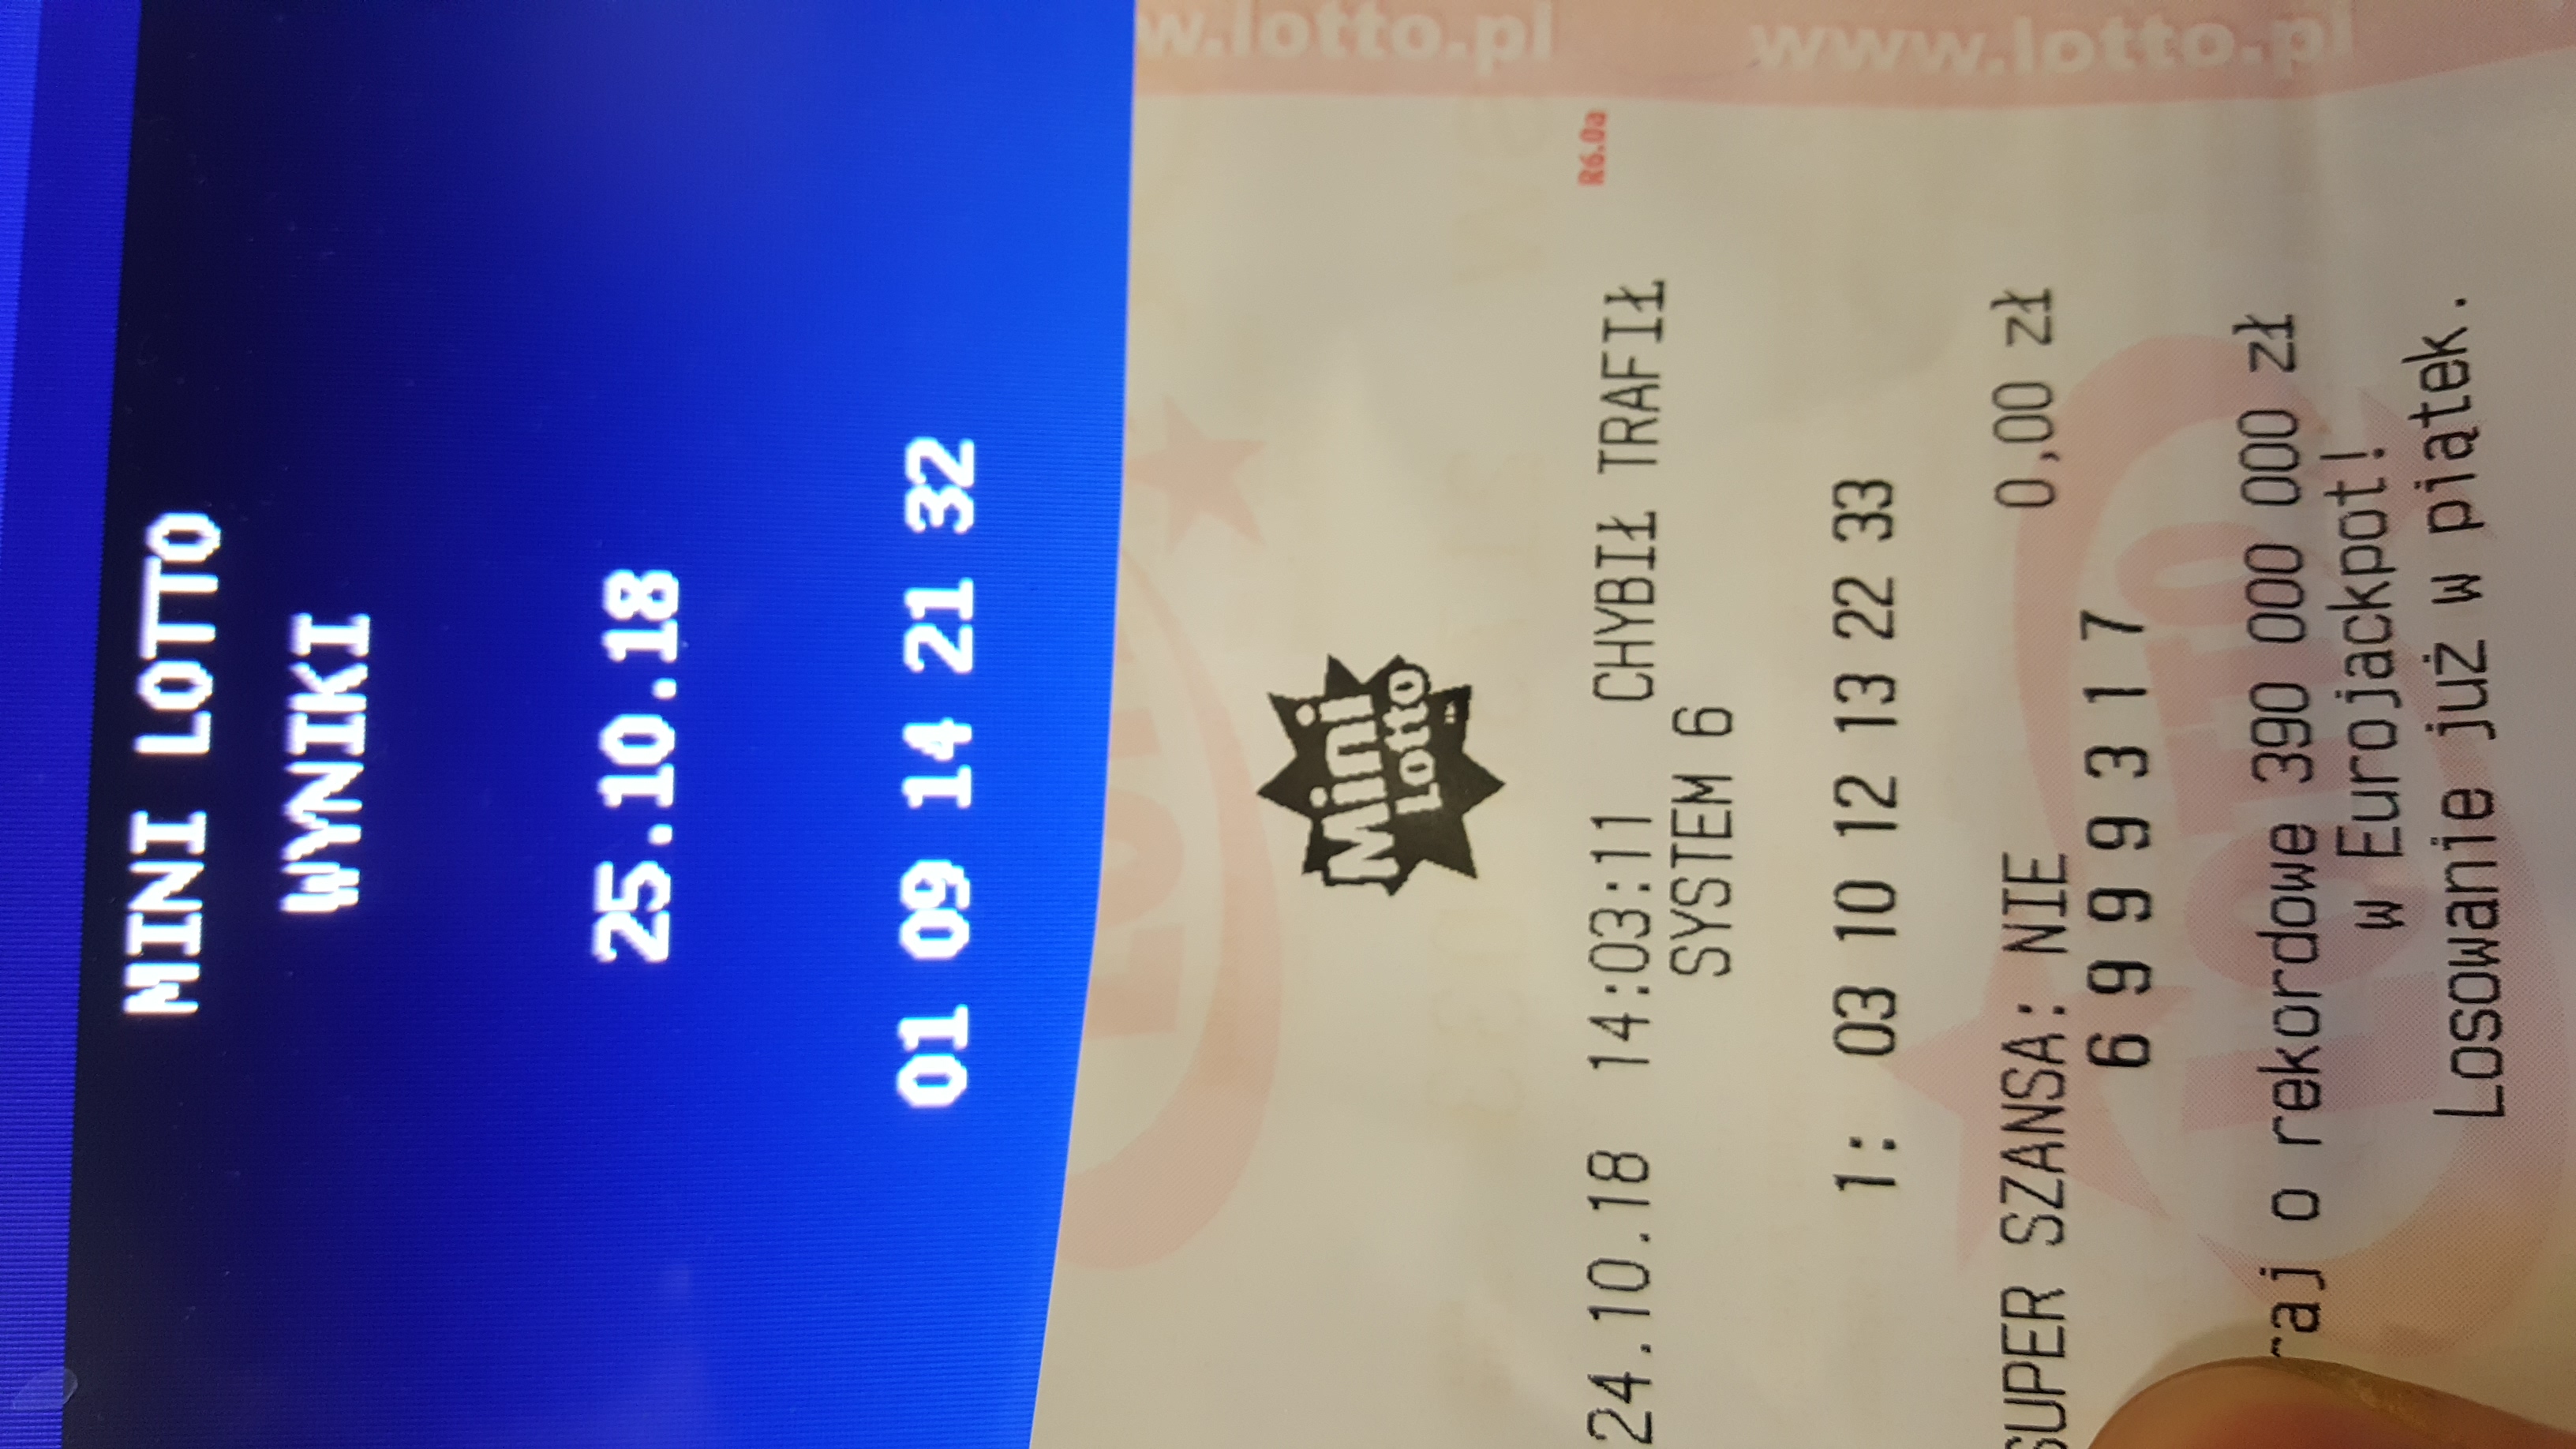 MINI LOTTO
WYNIKI
25.10.18
01 09 14 21 32
w.lotto.pl www.lotto.pl
R6.0a
Mini
Lotto
24.10.18 14:03:11 CHYBIŁ TRAFIŁ
SYSTEM 6
1: 03 10 12 13 22 33
SUPER SZANSA: NIE 0,00 zł
6 9 9 9 3 1 7
raj o rekordowe 390 000 000 zł
w Eurojackpot!
Losowanie już w piątek.